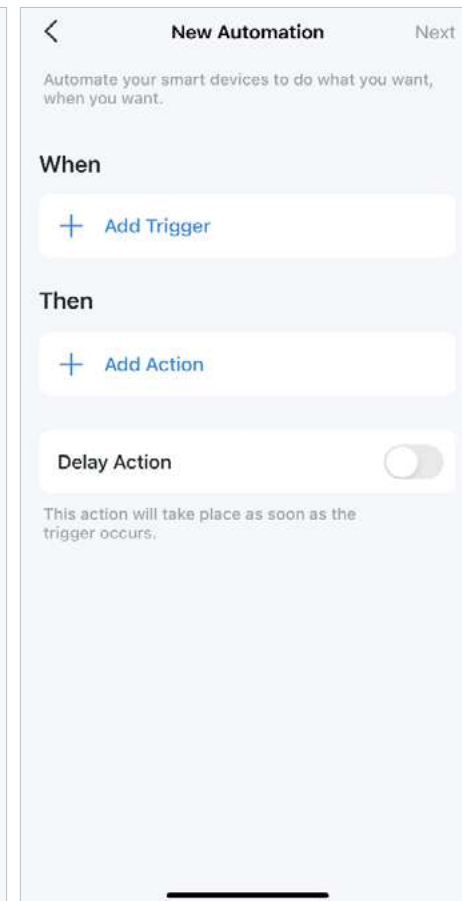 New Automation
Next
Automate your smart devices to do what you want,
when you want.
When
Add Trigger
Then
Add Action
Delay Action
This action will take place as soon as the
trigger occurs.